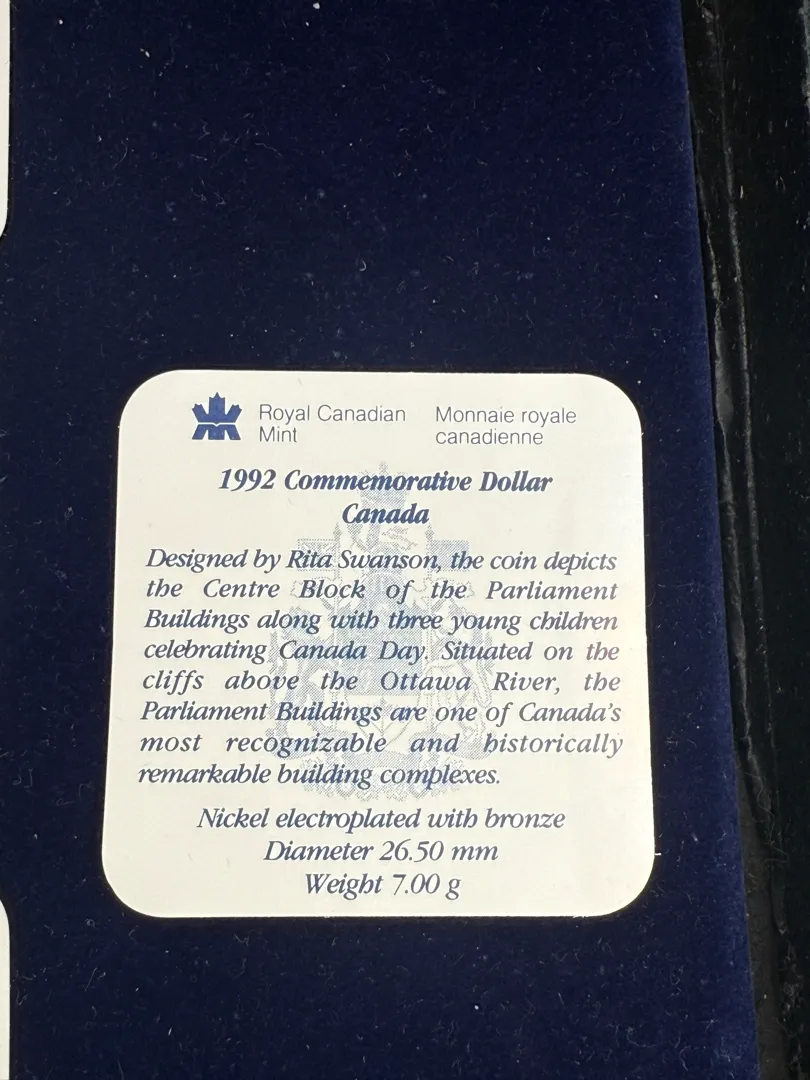 Royal Canadian Mint
Monnaie royale canadienne
1992 Commemorative Dollar
Canada
Designed by Rita Swanson, the coin depicts
the Centre Block of the Parliament
Buildings along with three young children
celebrating Canada Day. Situated on the
cliffs above the Ottawa River, the
Parliament Buildings are one of Canada's
most recognizable and historically
remarkable building complexes.
Nickel electroplated with bronze
Diameter 26.50 mm
Weight 7.00 g